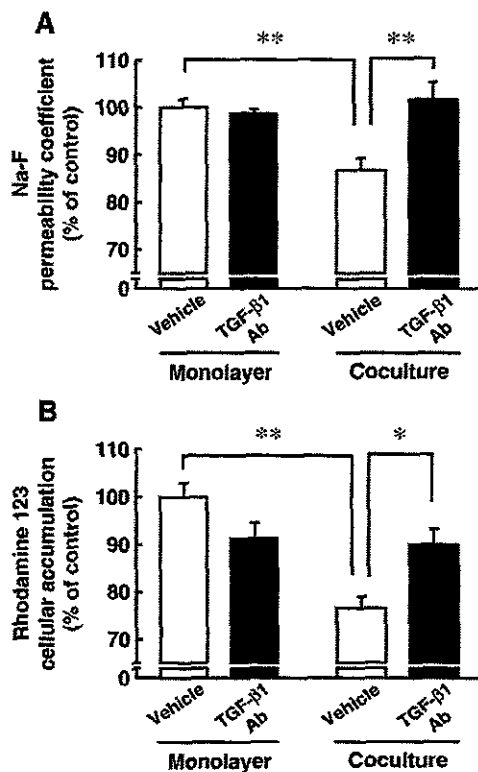 A
** **
Na-F
permeability coefficient
(% of control)
110
100
90
80
70
0
Vehicle
TGF-β1
Ab
Vehicle
TGF-β1
Ab
Monolayer
Coculture
B
** *
Rhodamine 123
cellular accumulation
(% of control)
110
100
90
80
70
0
Vehicle
TGF-β1
Ab
Vehicle
TGF-β1
Ab
Monolayer
Coculture